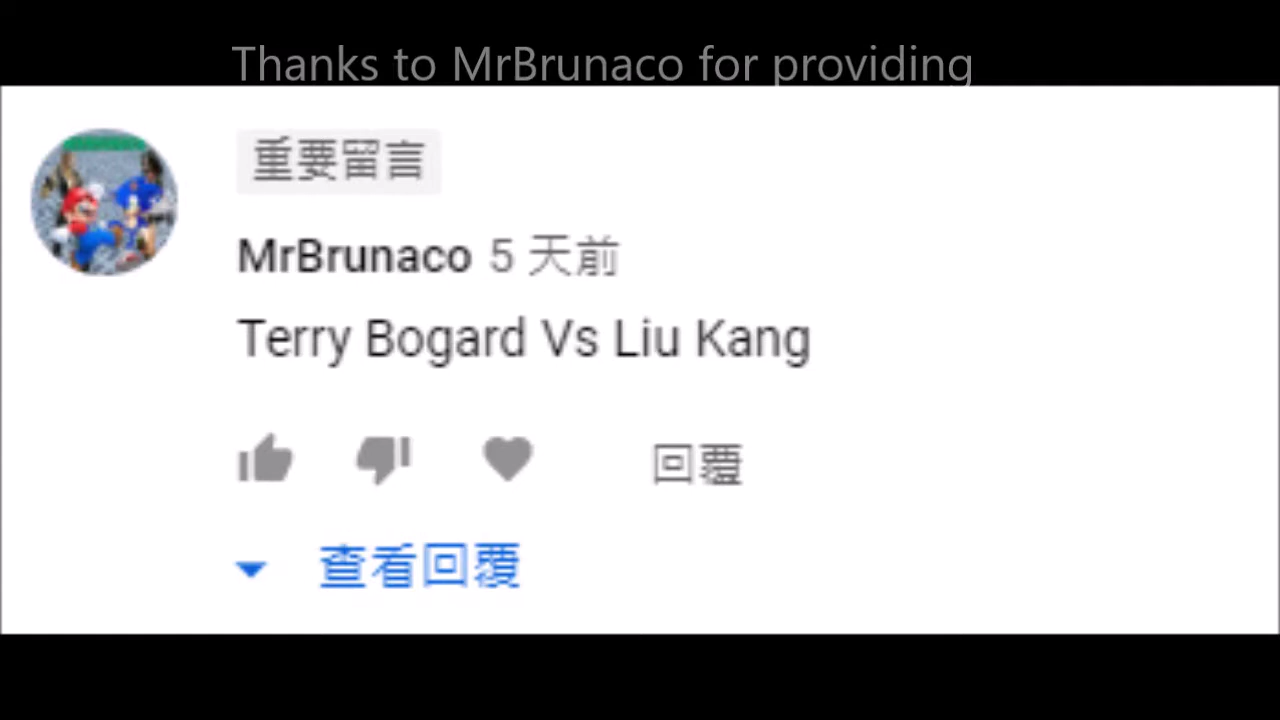 Thanks to MrBrunaco for providing
重要留言
MrBrunaco 5 天前
Terry Bogard Vs Liu Kang
回覆
查看回覆